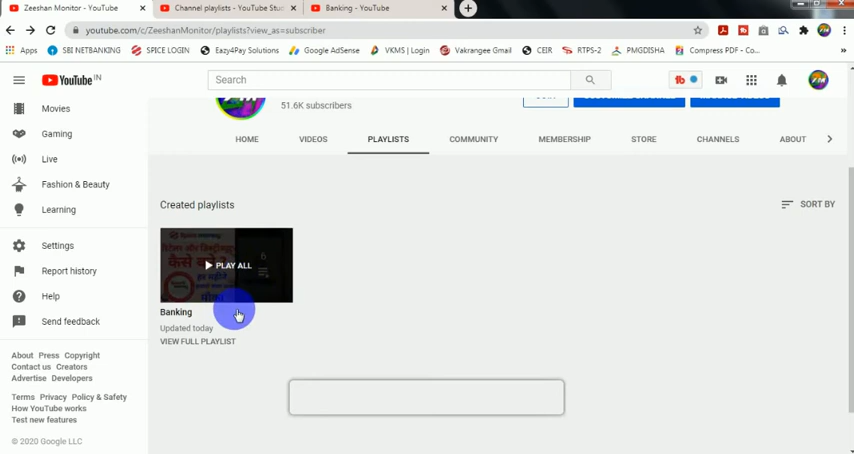 Zeeshan Monitor - YouTube
Channel playlists - YouTube Stu
Banking - YouTube
youtube.com/c/ZeeshanMonitor/playlists?view_as=subscriber
Apps SBI NETBANKING SPICE LOGIN Eazy4Pay Solutions Google AdSense VKMS | Login Vakrangee Gmail CEIR RTPS-2 PMGDISHA Compress PDF - Co... »
YouTube IN
Search
51.6K subscribers
HOME VIDEOS PLAYLISTS COMMUNITY MEMBERSHIP STORE CHANNELS ABOUT
Movies
Gaming
Live
Fashion & Beauty
Learning
Settings
Report history
Help
Send feedback
About Press Copyright
Contact us Creators
Advertise Developers
Terms Privacy Policy & Safety
How YouTube works
Test new features
© 2020 Google LLC
Created playlists
SORT BY
6
कैसे करे ?
PLAY ALL
Banking
Updated today
VIEW FULL PLAYLIST